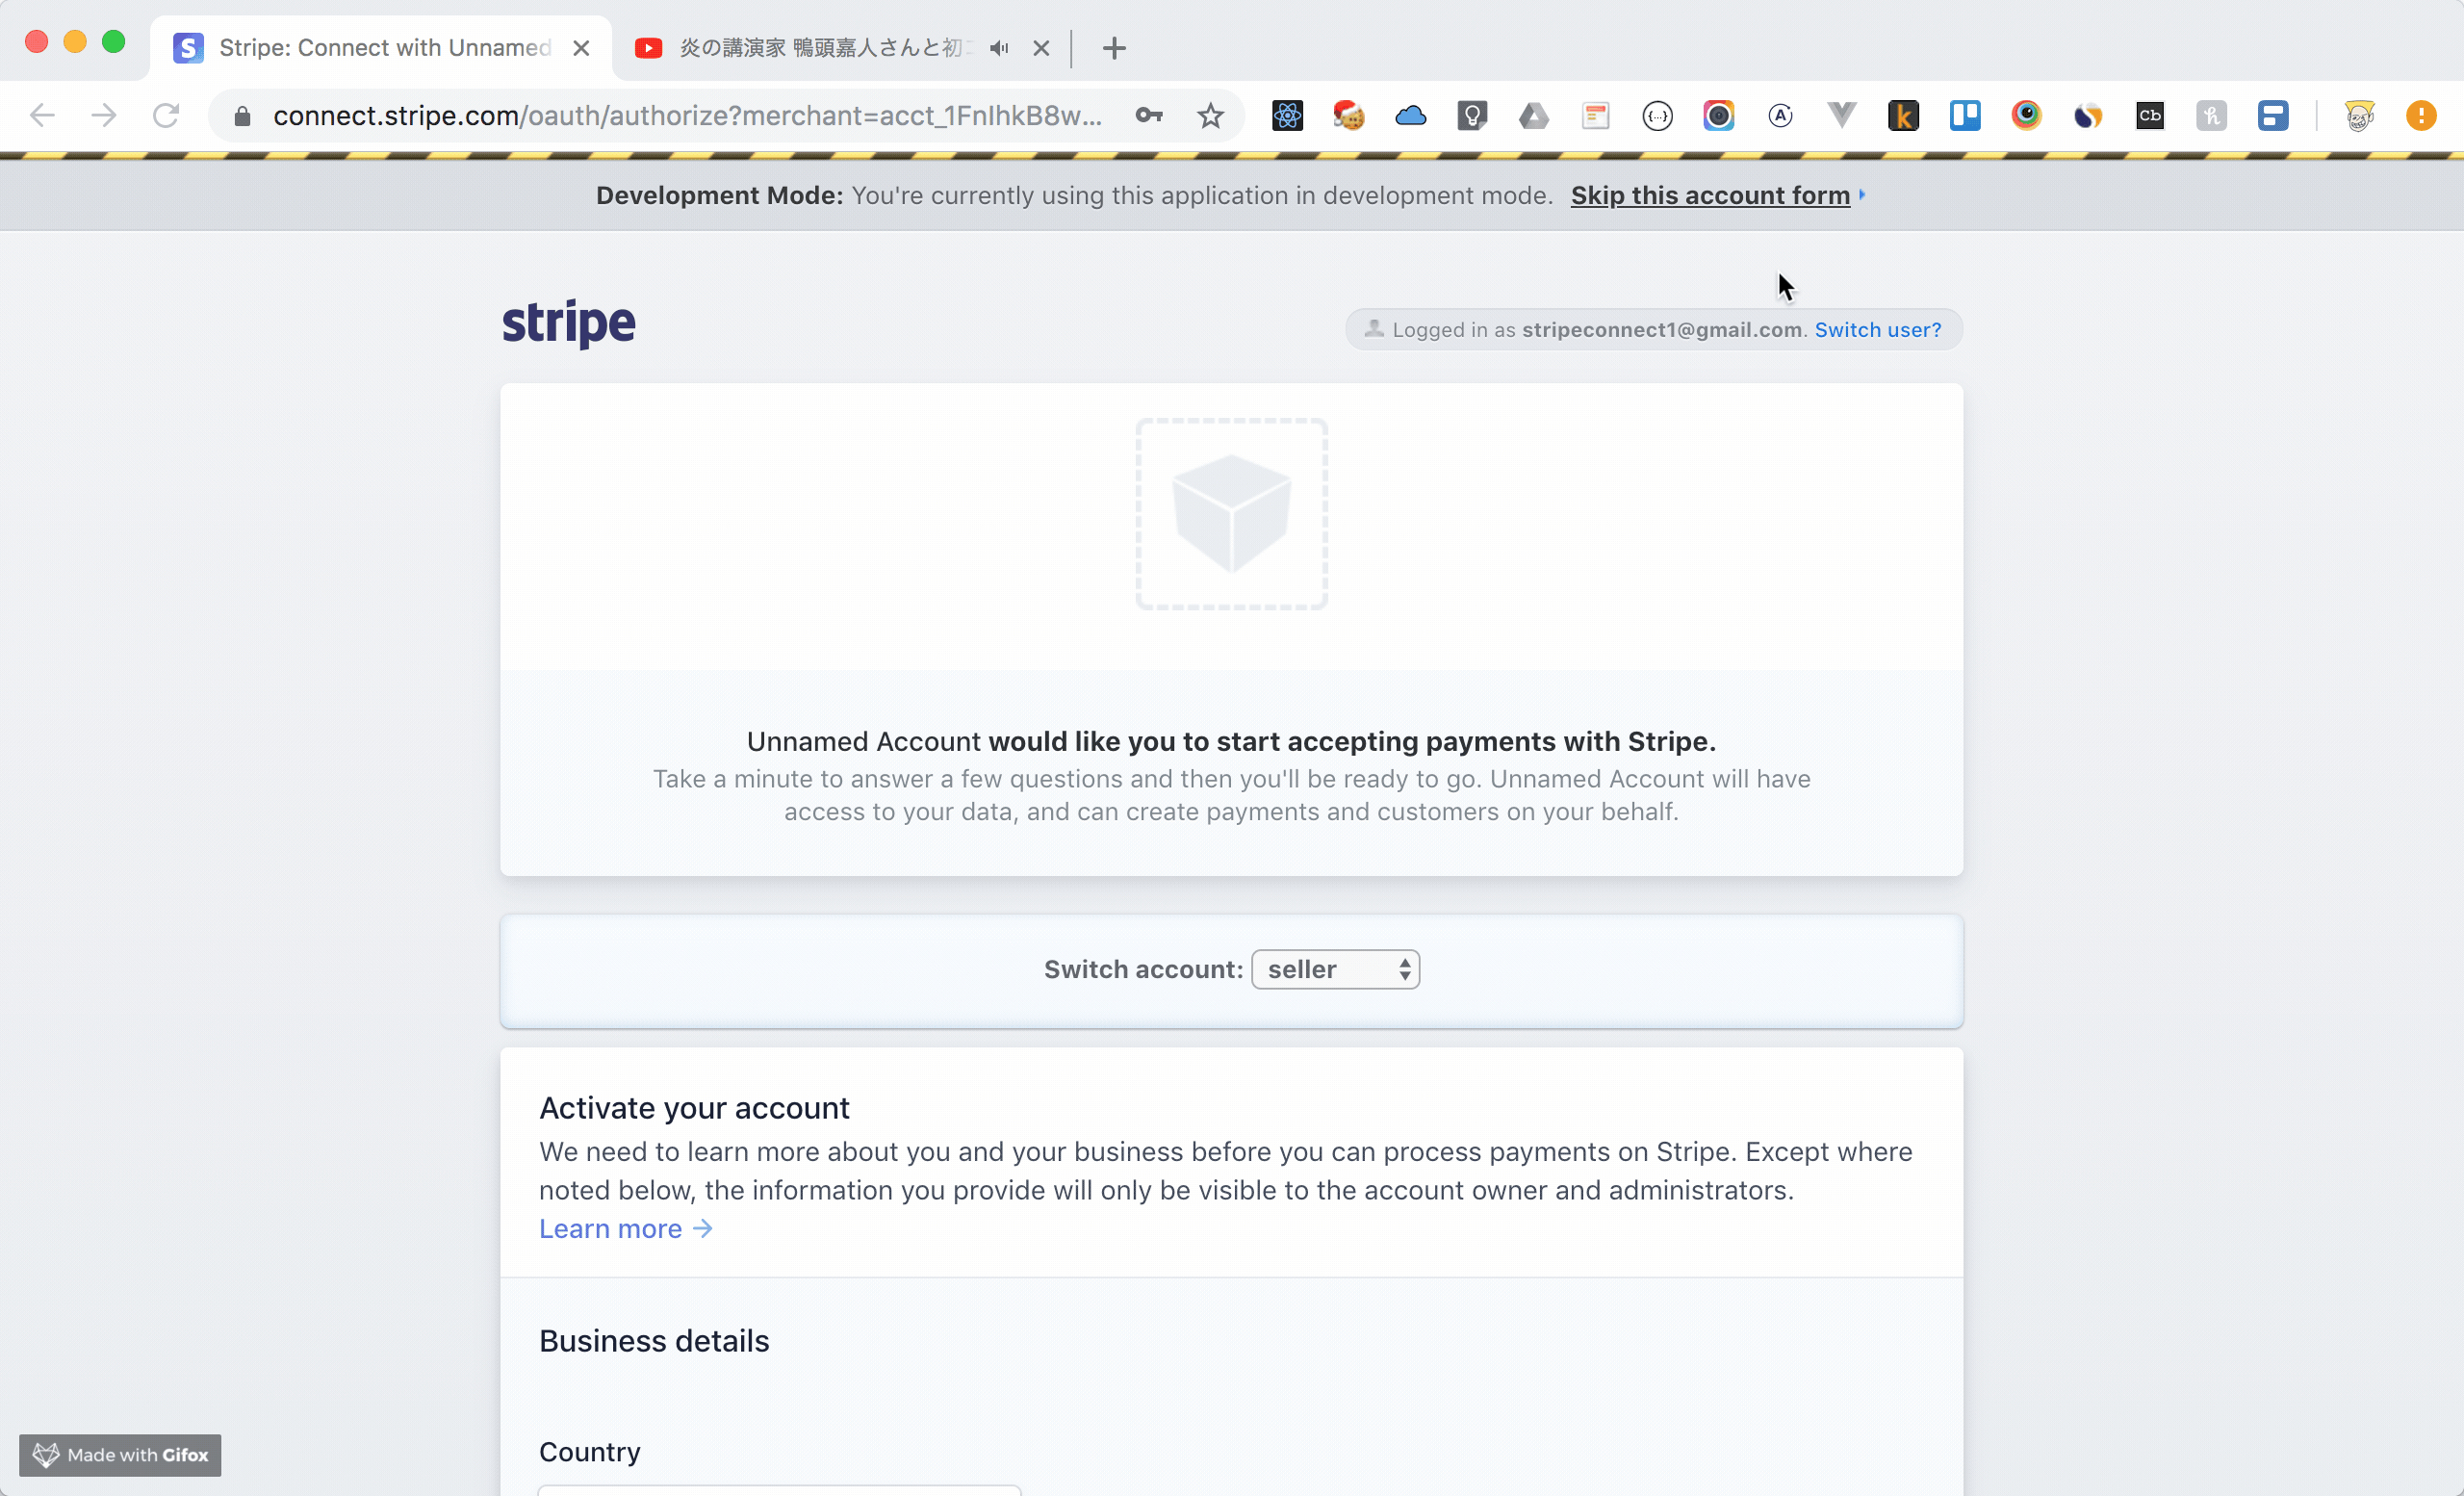 Stripe: Connect with Unnamed
炎の講演家 鴨頭嘉人さんと初
connect.stripe.com/oauth/authorize?merchant=acct_1FnIhkB8w...
Development Mode: You're currently using this application in development mode. Skip this account form
stripe
Logged in as stripeconnect1@gmail.com. Switch user?
Unnamed Account would like you to start accepting payments with Stripe.
Take a minute to answer a few questions and then you'll be ready to go. Unnamed Account will have
access to your data, and can create payments and customers on your behalf.
Switch account: seller
Activate your account
We need to learn more about you and your business before you can process payments on Stripe. Except where
noted below, the information you provide will only be visible to the account owner and administrators.
Learn more →
Business details
Country
Made with Gifox